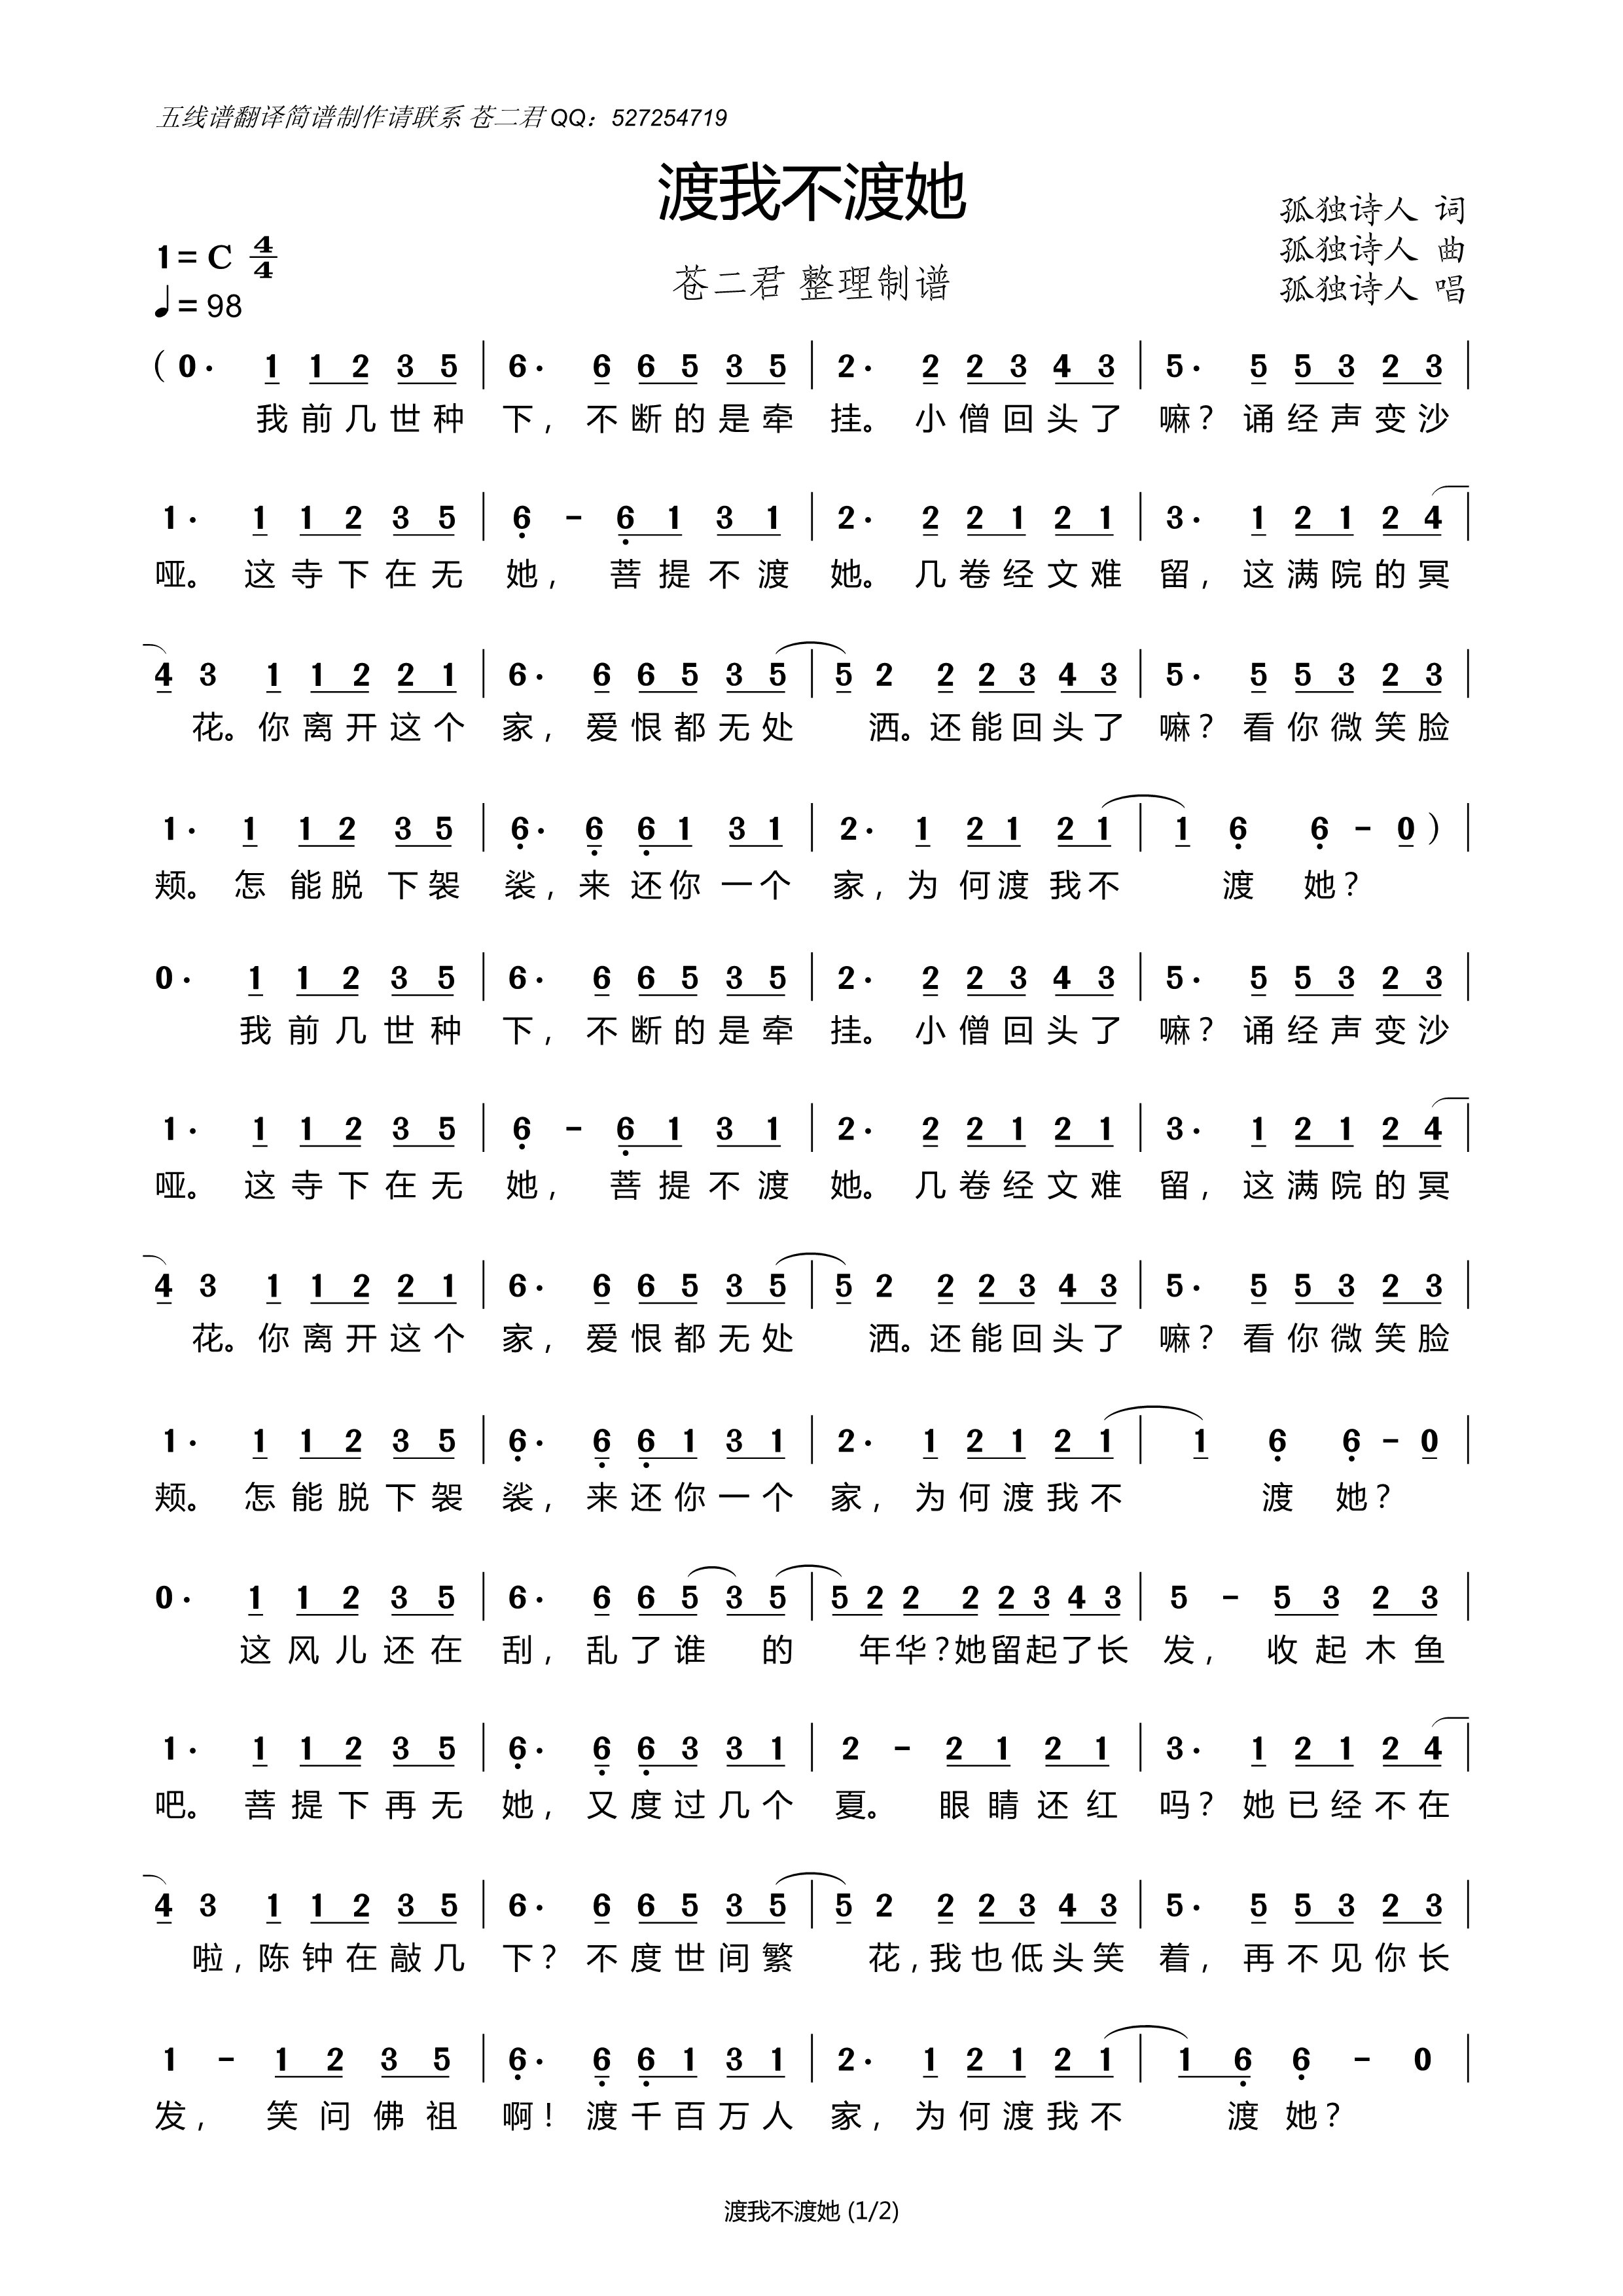 五线谱翻译简谱制作请联系 苍二君 QQ：527254719
渡我不渡她
孤独诗人 词
1= C 4/4
苍二君 整理制谱
孤独诗人 曲
♩= 98
孤独诗人 唱
( 0· 1 1 2 3 5 | 6· 6 6 5 3 5 | 2· 2 2 3 4 3 | 5· 5 5 3 2 3 |
我前几世种 下，不断的是牵 挂。小僧回头了 嘛？诵经声变沙
1· 1 1 2 3 5 | 6 - 6 1 3 1 | 2· 2 2 1 2 1 | 3· 1 2 1 2 4 |
哑。这寺下在无 她，菩提不渡 她。几卷经文难 留，这满院的冥
4 3 1 1 2 2 1 | 6· 6 6 5 3 5 | 5 2 2 2 3 4 3 | 5· 5 5 3 2 3 |
花。你离开这个 家，爱恨都无处 洒。还能回头了 嘛？看你微笑脸
1· 1 1 2 3 5 | 6· 6 6 1 3 1 | 2· 1 2 1 2 1 | 1 6 6 - 0 ) |
颊。怎能脱下袈 裟，来还你一个 家，为何渡我不 渡她？
0· 1 1 2 3 5 | 6· 6 6 5 3 5 | 2· 2 2 3 4 3 | 5· 5 5 3 2 3 |
我前几世种 下，不断的是牵 挂。小僧回头了 嘛？诵经声变沙
1· 1 1 2 3 5 | 6 - 6 1 3 1 | 2· 2 2 1 2 1 | 3· 1 2 1 2 4 |
哑。这寺下在无 她，菩提不渡 她。几卷经文难 留，这满院的冥
4 3 1 1 2 2 1 | 6· 6 6 5 3 5 | 5 2 2 2 3 4 3 | 5· 5 5 3 2 3 |
花。你离开这个 家，爱恨都无处 洒。还能回头了 嘛？看你微笑脸
1· 1 1 2 3 5 | 6· 6 6 1 3 1 | 2· 1 2 1 2 1 | 1 6 6 - 0 |
颊。怎能脱下袈 裟，来还你一个 家，为何渡我不 渡她？
0· 1 1 2 3 5 | 6· 6 6 5 3 5 | 5 2 2 2 2 3 4 3 | 5 - 5 3 2 3 |
这风儿还在 刮，乱了谁的 年华？她留起了长 发，收起木鱼
1· 1 1 2 3 5 | 6· 6 6 3 3 1 | 2 - 2 1 2 1 | 3· 1 2 1 2 4 |
吧。菩提下再无 她，又度过几个 夏。眼睛还红 吗？她已经不在
4 3 1 1 2 3 5 | 6· 6 6 5 3 5 | 5 2 2 2 3 4 3 | 5· 5 5 3 2 3 |
啦，陈钟在敲几 下？不度世间繁 花，我也低头笑 着，再不见你长
1 - 1 2 3 5 | 6· 6 6 1 3 1 | 2· 1 2 1 2 1 | 1 6 6 - 0 |
发，笑问佛祖 啊！渡千百万人 家，为何渡我不 渡她？
渡我不渡她 (1/2)